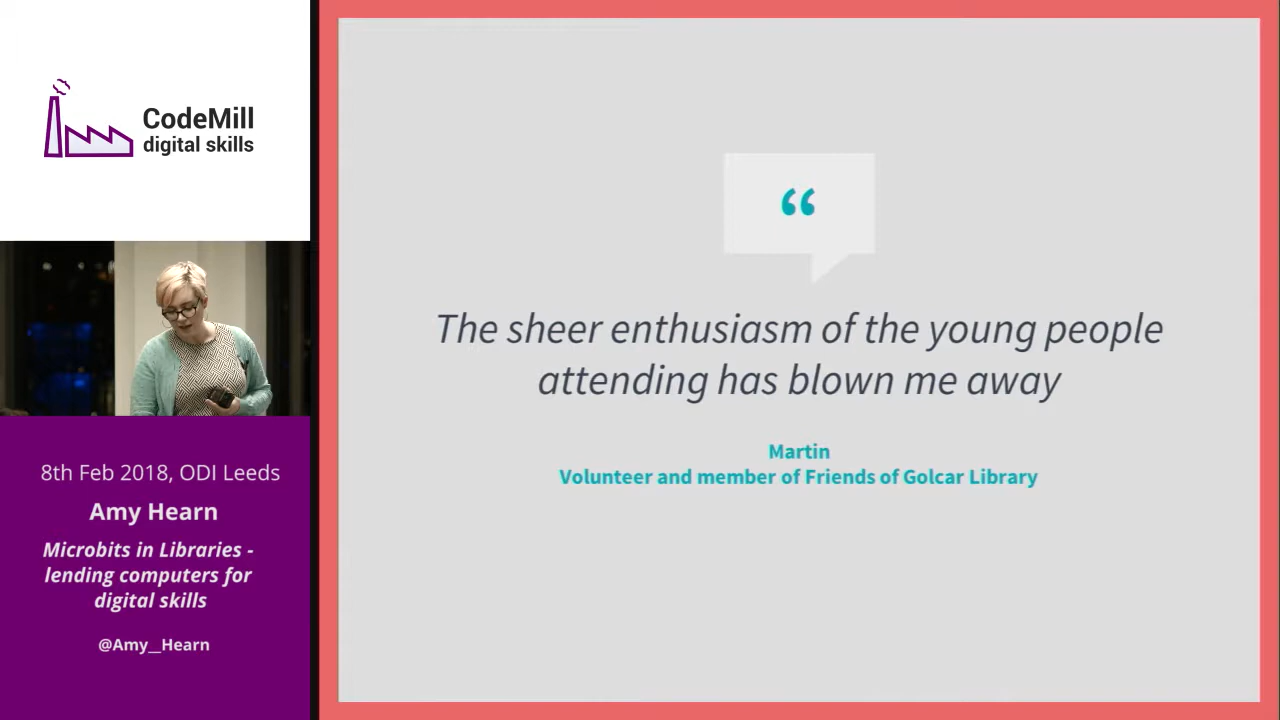 CodeMill
digital skills
8th Feb 2018, ODI Leeds
Amy Hearn
Microbits in Libraries -
lending computers for
digital skills
@Amy__Hearn
“
The sheer enthusiasm of the young people
attending has blown me away
Martin
Volunteer and member of Friends of Golcar Library